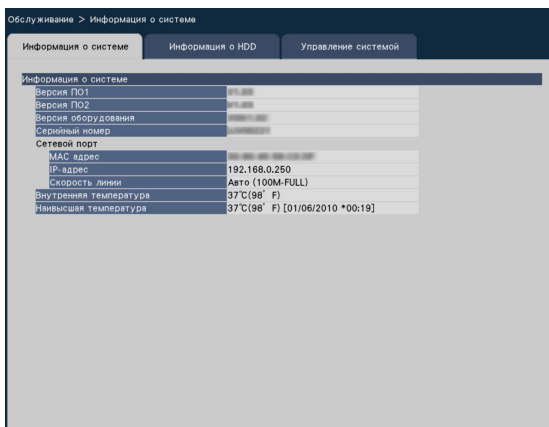 Обслуживание > Информация о системе
Информация о системе Информация о HDD Управление системой
Информация о системе
Версия ПО1
Версия ПО2
Версия оборудования
Серийный номер
Сетевой порт
MAC адрес
IP-адрес 192.168.0.250
Скорость линии Авто (100M-FULL)
Внутренняя температура 37℃(98° F)
Наивысшая температура 37℃(98° F) [01/06/2010 *00:19]